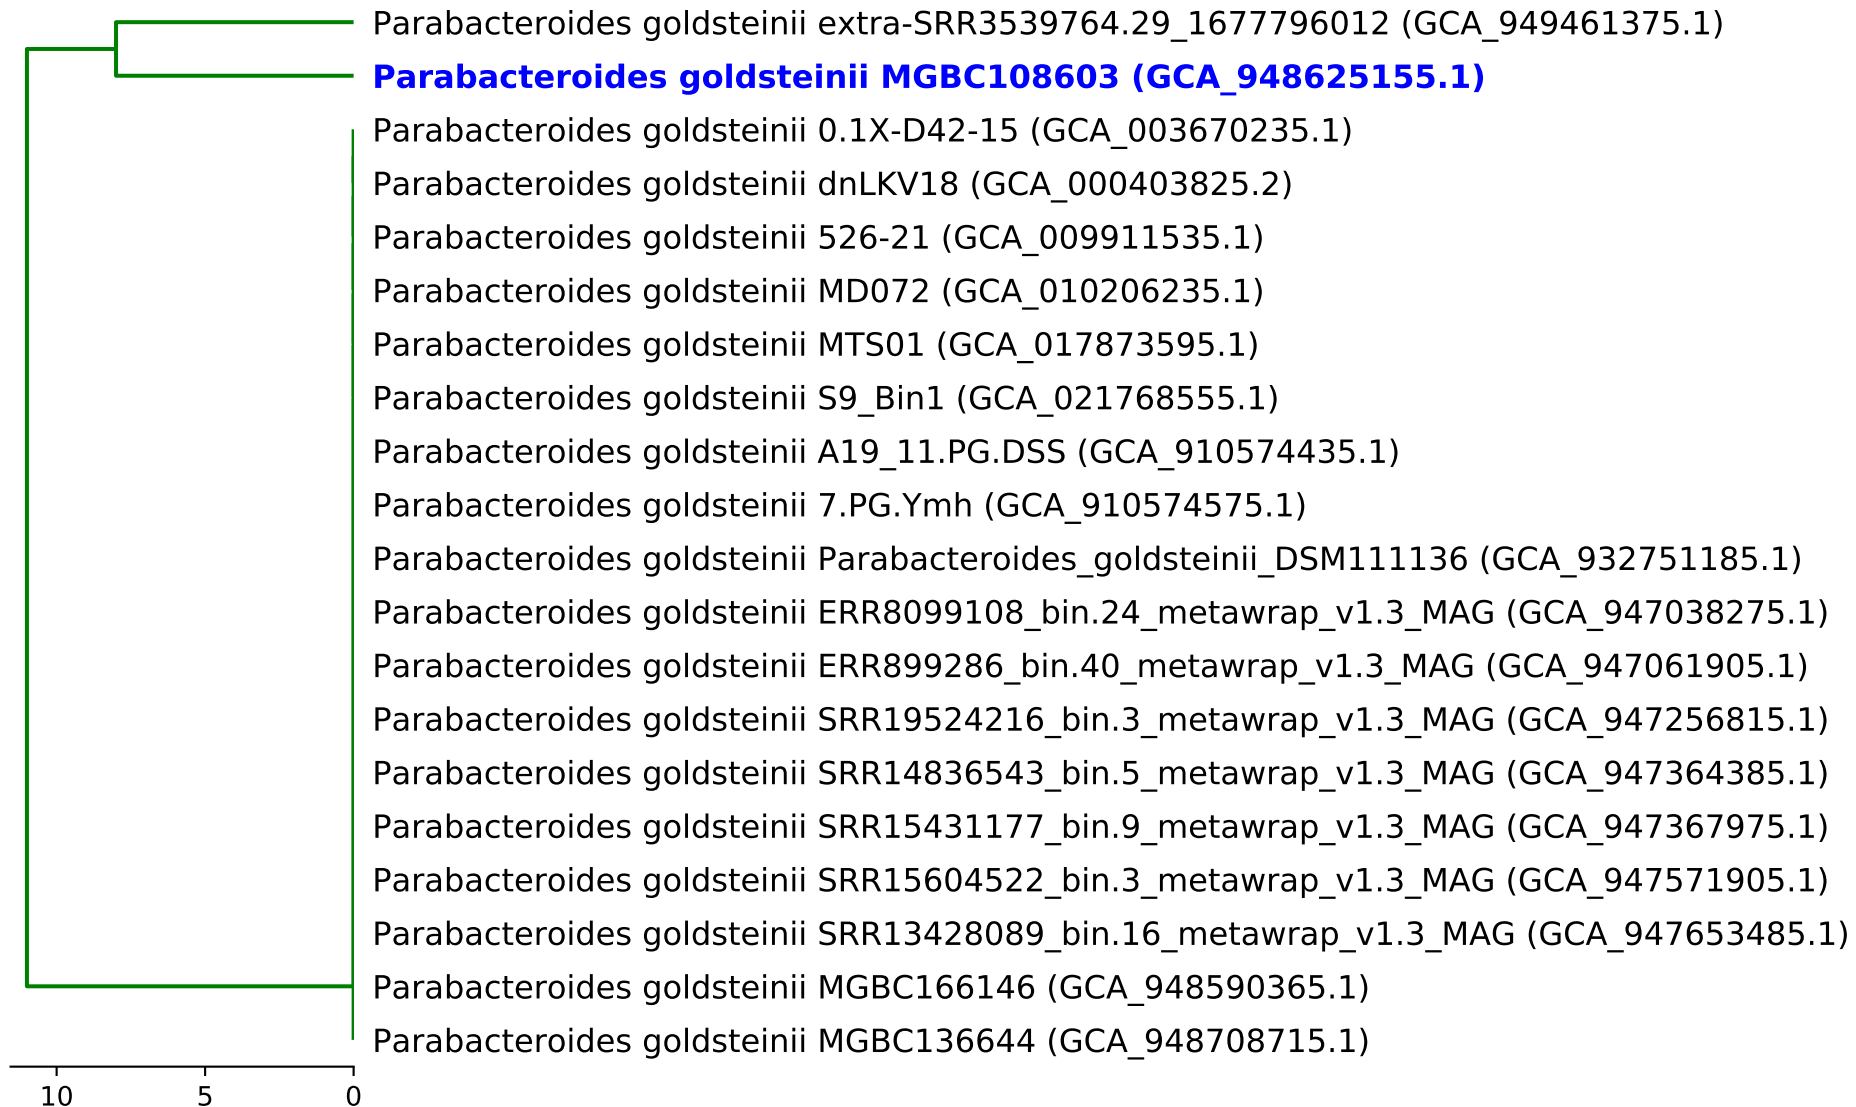 Parabacteroides goldsteinii extra-SRR3539764.29_1677796012 (GCA_949461375.1)
Parabacteroides goldsteinii MGBC108603 (GCA_948625155.1)
Parabacteroides goldsteinii 0.1X-D42-15 (GCA_003670235.1)
Parabacteroides goldsteinii dnLKV18 (GCA_000403825.2)
Parabacteroides goldsteinii 526-21 (GCA_009911535.1)
Parabacteroides goldsteinii MD072 (GCA_010206235.1)
Parabacteroides goldsteinii MTS01 (GCA_017873595.1)
Parabacteroides goldsteinii S9_Bin1 (GCA_021768555.1)
Parabacteroides goldsteinii A19_11.PG.DSS (GCA_910574435.1)
Parabacteroides goldsteinii 7.PG.Ymh (GCA_910574575.1)
Parabacteroides goldsteinii Parabacteroides_goldsteinii_DSM111136 (GCA_932751185.1)
Parabacteroides goldsteinii ERR8099108_bin.24_metawrap_v1.3_MAG (GCA_947038275.1)
Parabacteroides goldsteinii ERR899286_bin.40_metawrap_v1.3_MAG (GCA_947061905.1)
Parabacteroides goldsteinii SRR19524216_bin.3_metawrap_v1.3_MAG (GCA_947256815.1)
Parabacteroides goldsteinii SRR14836543_bin.5_metawrap_v1.3_MAG (GCA_947364385.1)
Parabacteroides goldsteinii SRR15431177_bin.9_metawrap_v1.3_MAG (GCA_947367975.1)
Parabacteroides goldsteinii SRR15604522_bin.3_metawrap_v1.3_MAG (GCA_947571905.1)
Parabacteroides goldsteinii SRR13428089_bin.16_metawrap_v1.3_MAG (GCA_947653485.1)
Parabacteroides goldsteinii MGBC166146 (GCA_948590365.1)
Parabacteroides goldsteinii MGBC136644 (GCA_948708715.1)
10 5 0